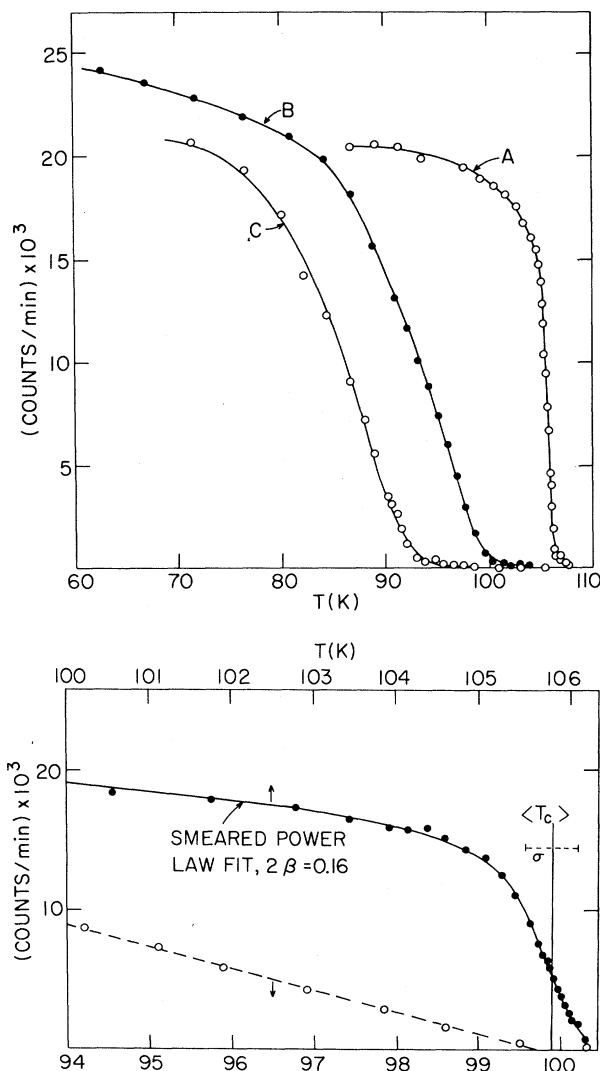 25
20
15
10
5
(COUNTS/min) x 10³
B
A
C
60 70 80 90 100 110
T(K)
T(K)
100 101 102 103 104 105 106
20
10
(COUNTS/min) x 10³
SMEARED POWER
LAW FIT, 2β = 0.16
<T_c>
σ
94 95 96 97 98 99 100